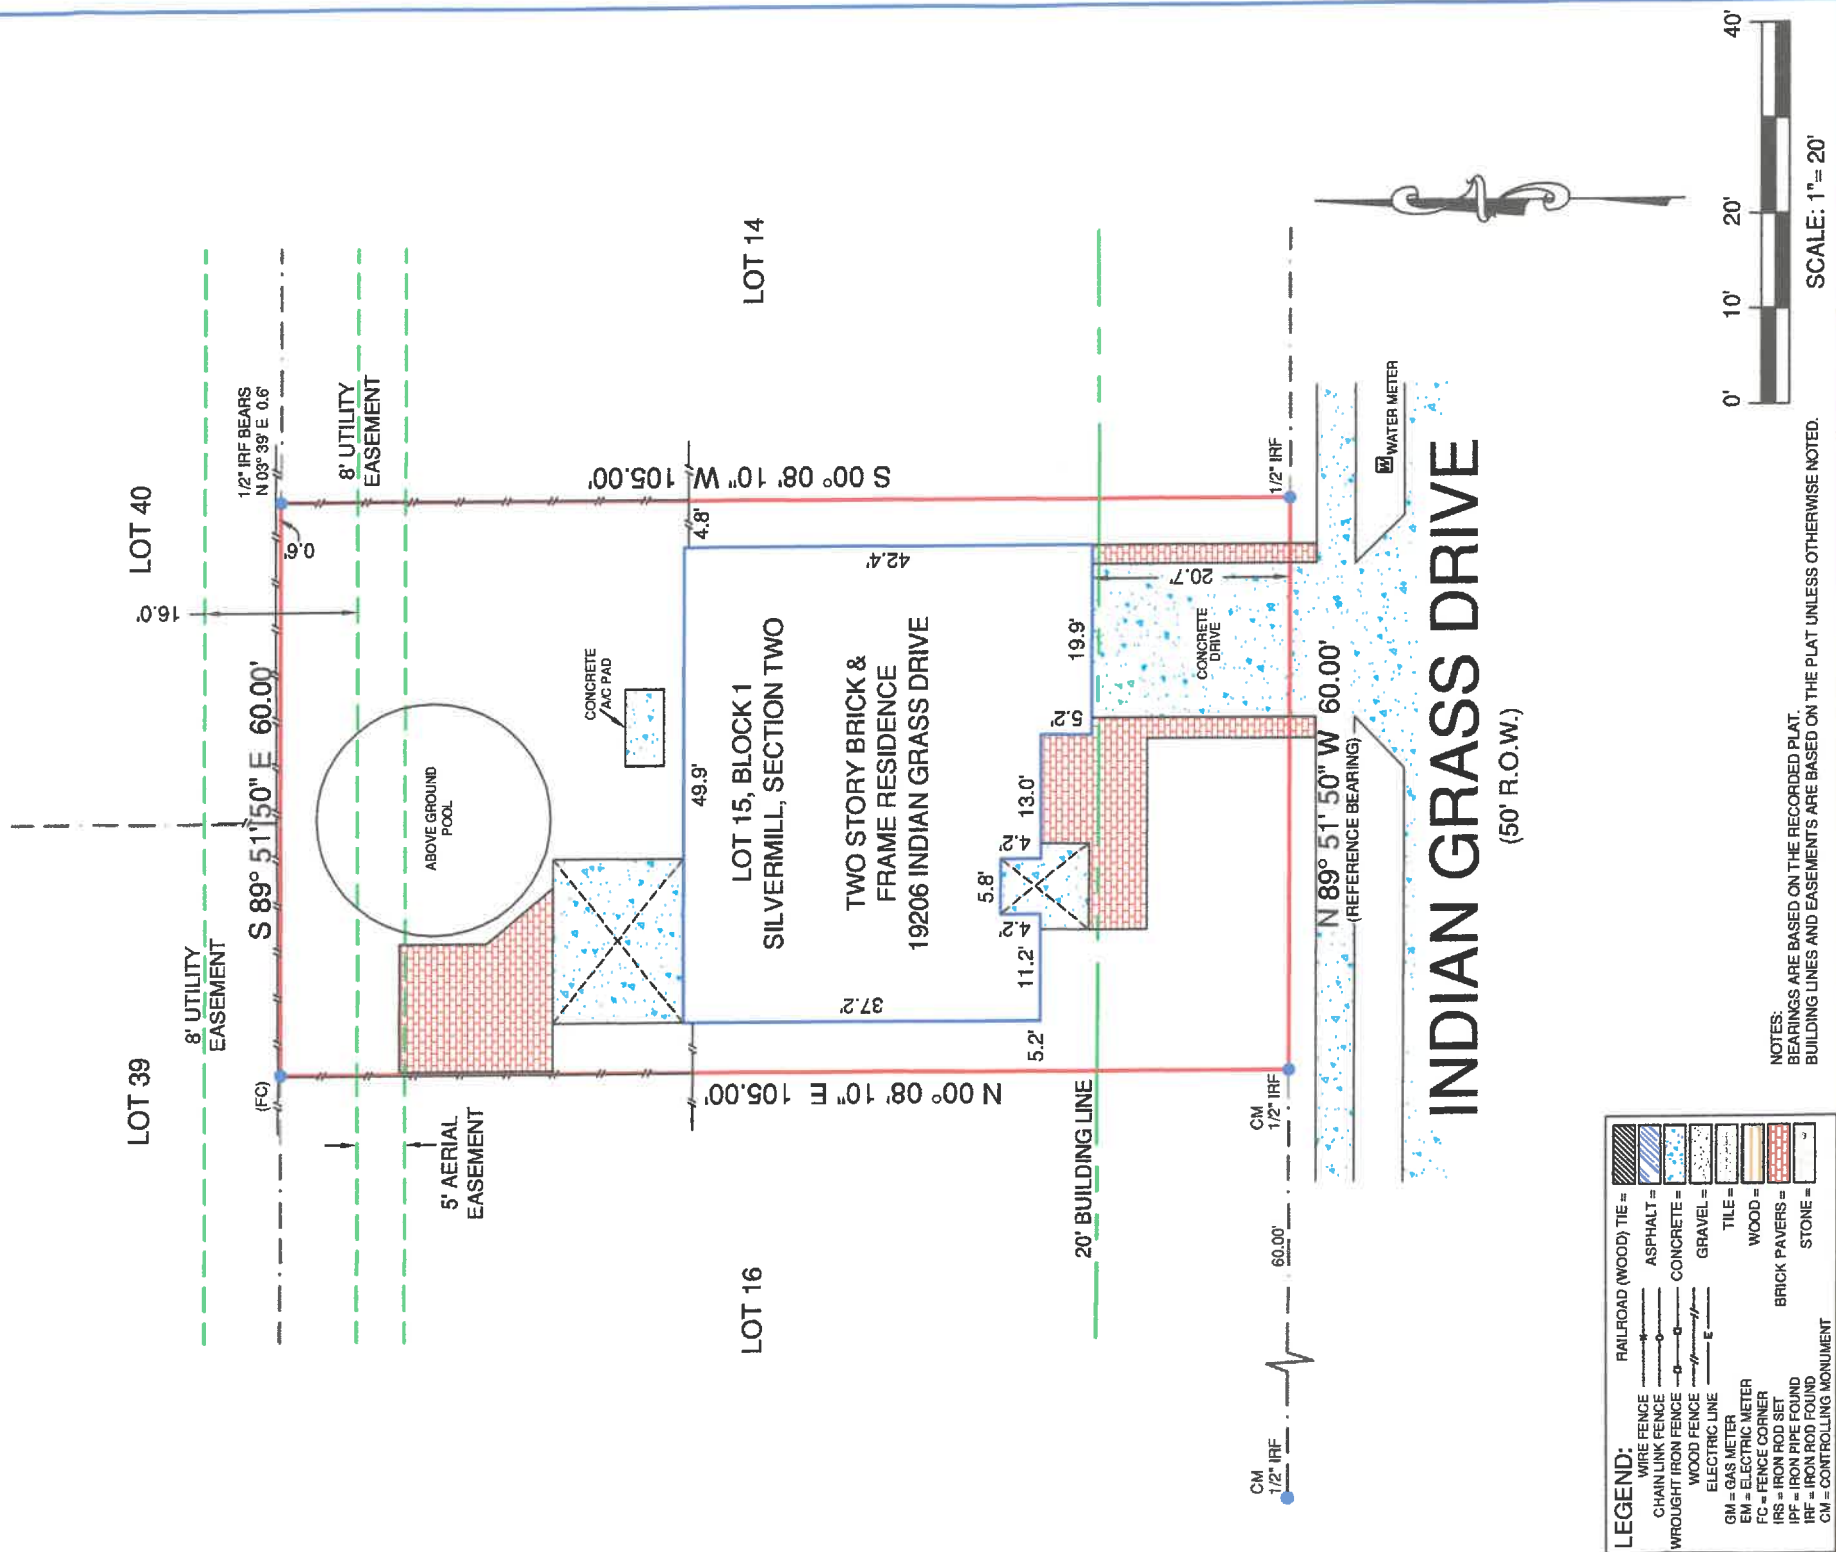 LOT 39
LOT 40
8' UTILITY
EASEMENT
16.0'
1/2" IRF BEARS
N 03° 39' E 0.6'
(FC)
S 89° 51' 50" E 60.00'
0.6'
8' UTILITY
EASEMENT
5' AERIAL
EASEMENT
ABOVE GROUND
POOL
CONCRETE
A/C PAD
LOT 16
LOT 14
N 00° 08' 10" E 105.00'
S 00° 08' 10" W 105.00'
4.8'
49.9'
42.4'
37.2'
LOT 15, BLOCK 1
SILVERMILL, SECTION TWO
TWO STORY BRICK &
FRAME RESIDENCE
19206 INDIAN GRASS DRIVE
5.2'
11.2'
4.2'
5.8'
4.2'
13.0'
5.2'
19.9'
20.7'
20' BUILDING LINE
CONCRETE
DRIVE
CM
1/2" IRF
60.00'
CM
1/2" IRF
1/2" IRF
N 89° 51' 50" W 60.00'
(REFERENCE BEARING)
W WATER METER
INDIAN GRASS DRIVE
(50' R.O.W.)
0'
10'
20'
40'
SCALE: 1"= 20'
NOTES:
BEARINGS ARE BASED ON THE RECORDED PLAT.
BUILDING LINES AND EASEMENTS ARE BASED ON THE PLAT UNLESS OTHERWISE NOTED.
LEGEND:
WIRE FENCE
CHAIN LINK FENCE
WROUGHT IRON FENCE
WOOD FENCE
ELECTRIC LINE E
GM = GAS METER
EM = ELECTRIC METER
FC = FENCE CORNER
IRS = IRON ROD SET
IPF = IRON PIPE FOUND
IRF = IRON ROD FOUND
CM = CONTROLLING MONUMENT
RAILROAD (WOOD) TIE =
ASPHALT =
CONCRETE =
GRAVEL =
TILE =
WOOD =
BRICK PAVERS =
STONE =